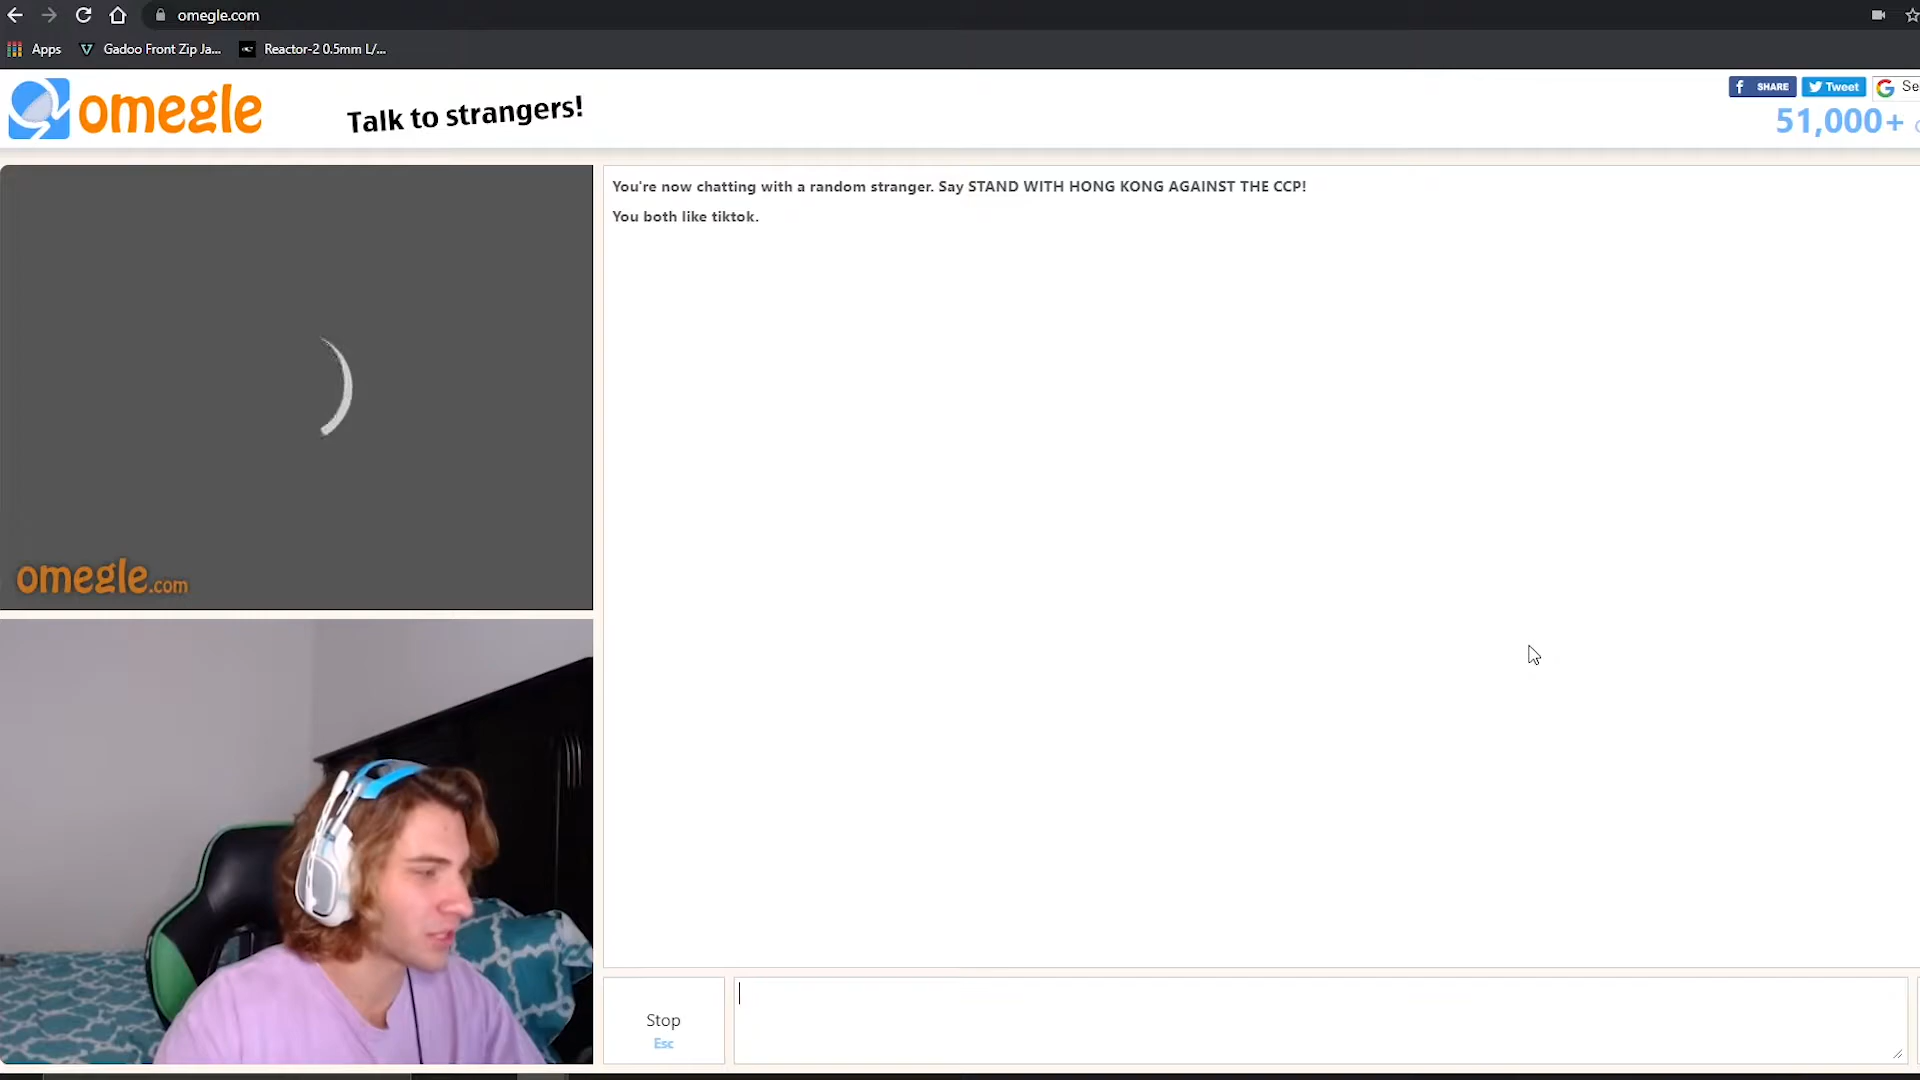 omegle.com
Apps
Gadoo Front Zip Ja...
Reactor-2 0.5mm L/...
omegle
Talk to strangers!
SHARE
Tweet
Se
51,000+
You're now chatting with a random stranger. Say STAND WITH HONG KONG AGAINST THE CCP!
You both like tiktok.
omegle.com
Stop
Esc